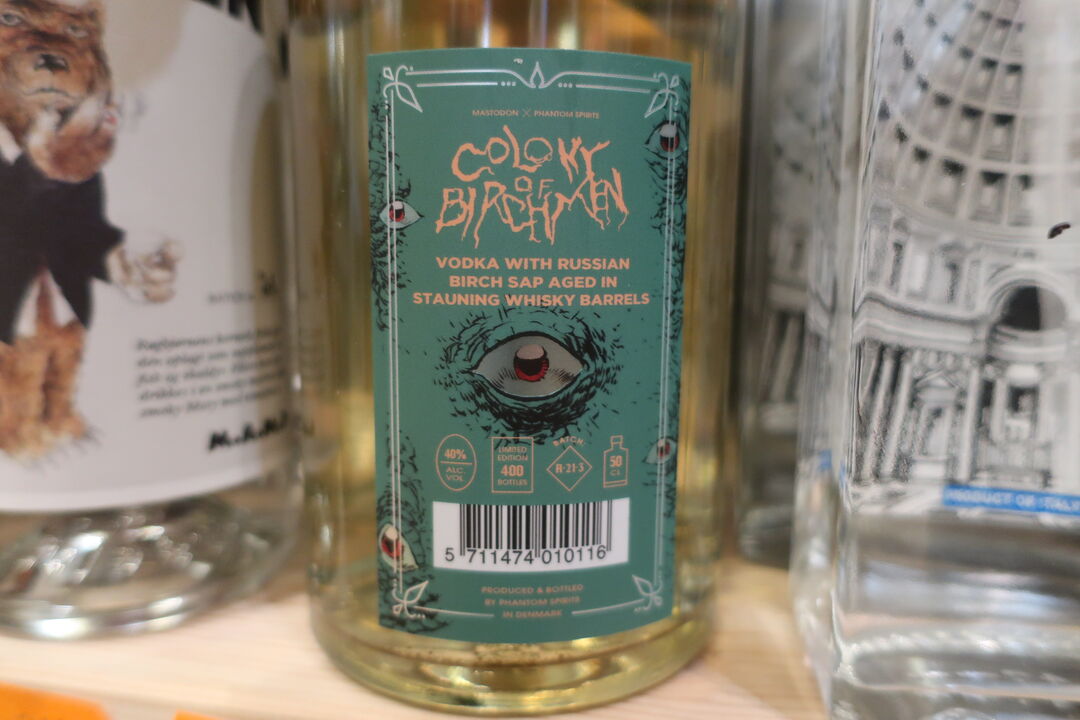 MASTODON X PHANTOM SPIRITS
COLONY
OF
BIRCHMEN
VODKA WITH RUSSIAN
BIRCH SAP AGED IN
STAUNING WHISKY BARRELS
40%
ALC.
VOL
LIMITED
EDITION
400
BOTTLES
BATCH:
R-21-3
50
CL
5 711474 010116
PRODUCED & BOTTLED
BY PHANTOM SPIRITS
IN DENMARK
PRODUCT OF ITALY